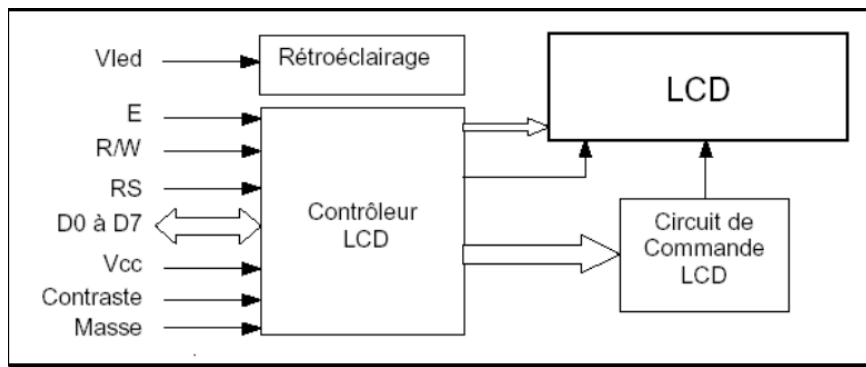 Vled
Rétroéclairage
LCD
E
R/W
RS
D0 à D7
Vcc
Contraste
Masse
Contrôleur
LCD
Circuit de
Commande
LCD